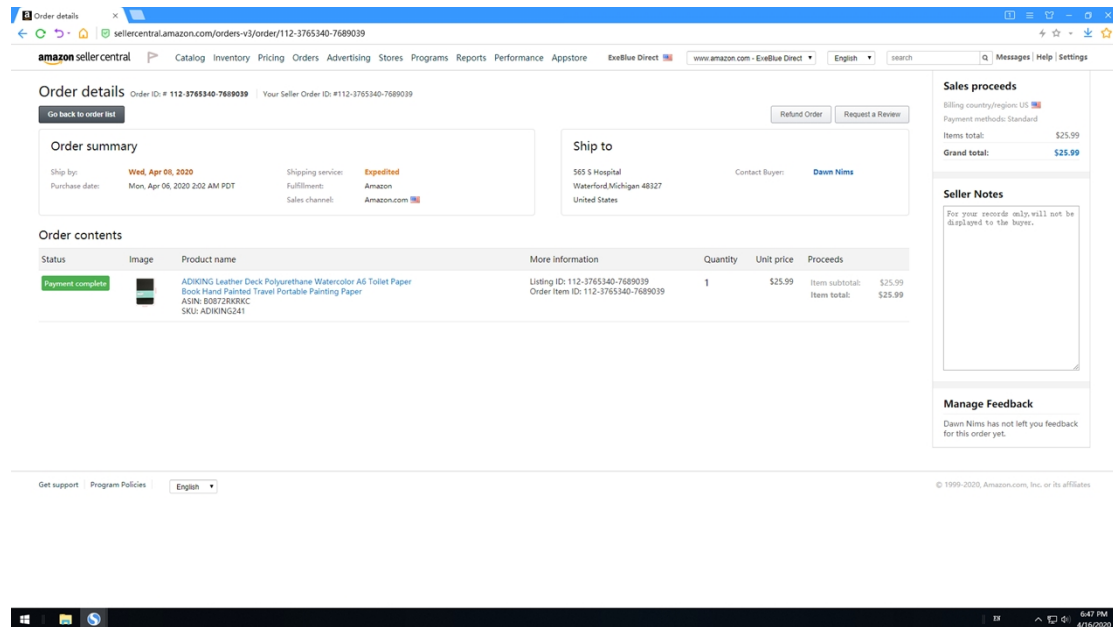 Order details
sellercentral.amazon.com/orders-v3/order/112-3765340-7689039
amazon seller central Catalog Inventory Pricing Orders Advertising Stores Programs Reports Performance Appstore ExeBlue Direct www.amazon.com - ExeBlue Direct English search Messages Help Settings
Order details Order ID: # 112-3765340-7689039 Your Seller Order ID: #112-3765340-7689039
Go back to order list
Refund Order Request a Review
Order summary
Ship by: Wed, Apr 08, 2020 Shipping service: Expedited
Purchase date: Mon, Apr 06, 2020 2:02 AM PDT Fulfillment: Amazon
Sales channel: Amazon.com
Ship to
565 S Hospital Contact Buyer: Dawn Nims
Waterford,Michigan 48327
United States
Order contents
Status Image Product name More information Quantity Unit price Proceeds
Payment complete
ADIKING Leather Deck Polyurethane Watercolor A6 Toilet Paper
Book Hand Painted Travel Portable Painting Paper
ASIN: B0872RKRKC
SKU: ADIKING241
Listing ID: 112-3765340-7689039
Order Item ID: 112-3765340-7689039
1 $25.99 Item subtotal: $25.99
Item total: $25.99
Sales proceeds
Billing country/region: US
Payment methods: Standard
Items total: $25.99
Grand total: $25.99
Seller Notes
For your records only,will not be
displayed to the buyer.
Manage Feedback
Dawn Nims has not left you feedback
for this order yet.
Get support Program Policies English
© 1999-2020, Amazon.com, Inc. or its affiliates
6:47 PM
4/16/2020